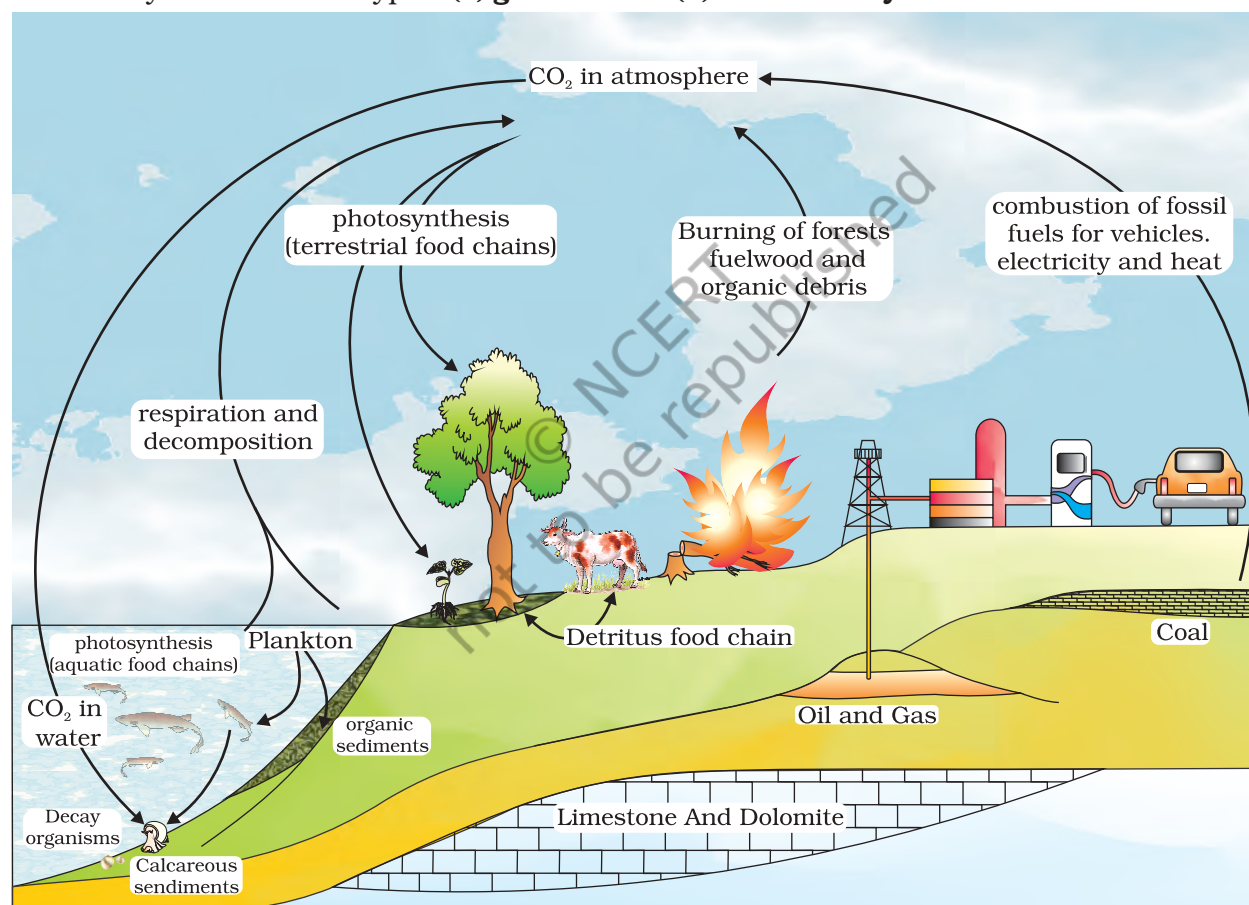 CO₂ in atmosphere
photosynthesis
(terrestrial food chains)
Burning of forests
fuelwood and
organic debris
combustion of fossil
fuels for vehicles.
electricity and heat
respiration and
decomposition
© NCERT
not to be republished
photosynthesis
(aquatic food chains)
Plankton
Detritus food chain
Coal
CO₂ in
water
organic
sediments
Oil and Gas
Decay
organisms
Calcareous
sendiments
Limestone And Dolomite